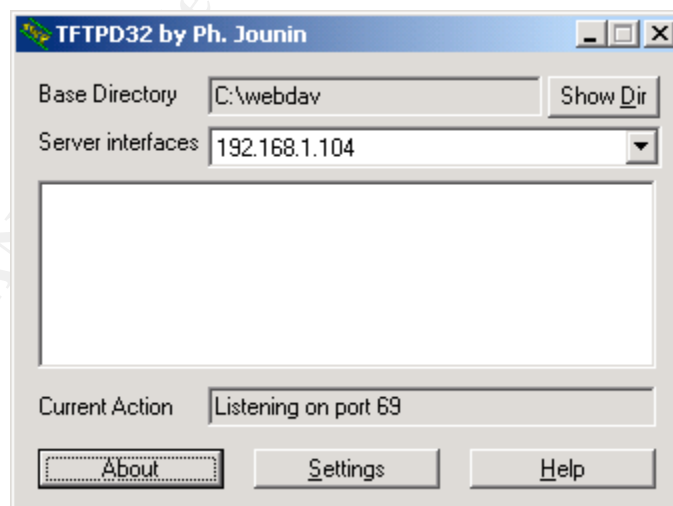 TFTPD32 by Ph. Jounin
Base Directory C:\webdav Show Dir
Server interfaces 192.168.1.104
Current Action Listening on port 69
About Settings Help